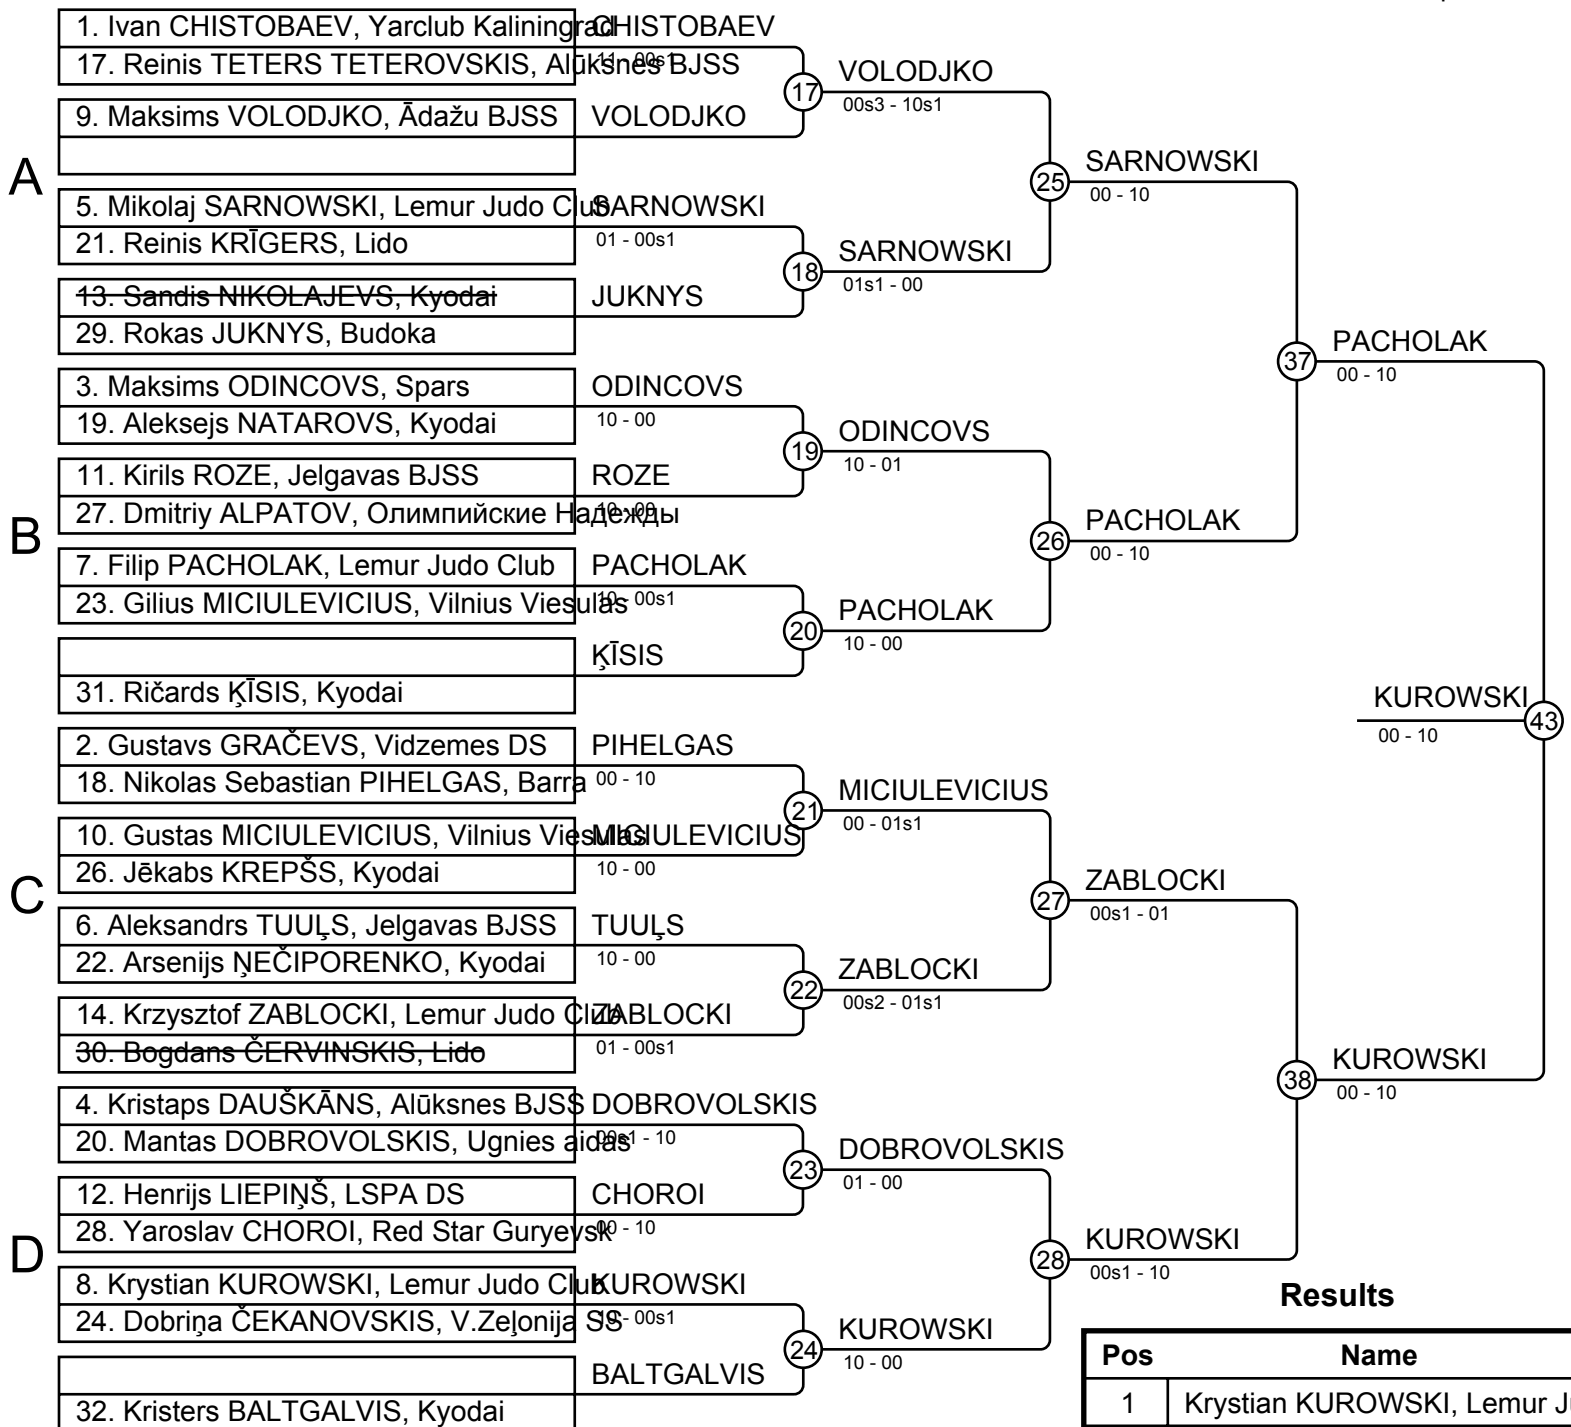 1. Ivan CHISTOBAEV, Yarclub Kaliningrad
17. Reinis TETERS TETEROVSKIS, Alūksnes BJSS
9. Maksims VOLODJKO, Ādažu BJSS
A
5. Mikolaj SARNOWSKI, Lemur Judo Club
21. Reinis KRĪGERS, Lido
13. Sandis NIKOLAJEVS, Kyodai
29. Rokas JUKNYS, Budoka
3. Maksims ODINCOVS, Spars
19. Aleksejs NATAROVS, Kyodai
11. Kirils ROZE, Jelgavas BJSS
27. Dmitriy ALPATOV, Олимпийские Надежды
B
7. Filip PACHOLAK, Lemur Judo Club
23. Gilius MICIULEVICIUS, Vilnius Viesulas
31. Ričards ĶĪSIS, Kyodai
2. Gustavs GRAČEVS, Vidzemes DS
18. Nikolas Sebastian PIHELGAS, Barra
10. Gustas MICIULEVICIUS, Vilnius Viesulas
26. Jēkabs KREPŠS, Kyodai
C
6. Aleksandrs TUUĻS, Jelgavas BJSS
22. Arsenijs ŅEČIPORENKO, Kyodai
14. Krzysztof ZABLOCKI, Lemur Judo Club
30. Bogdans ČERVINSKIS, Lido
4. Kristaps DAUŠKĀNS, Alūksnes BJSS
20. Mantas DOBROVOLSKIS, Ugnies aidas
12. Henrijs LIEPIŅŠ, LSPA DS
28. Yaroslav CHOROI, Red Star Guryevsk
D
8. Krystian KUROWSKI, Lemur Judo Club
24. Dobriņa ČEKANOVSKIS, V.Zeļonija SS
32. Kristers BALTGALVIS, Kyodai
CHISTOBAEV
11 - 00s1
VOLODJKO
SARNOWSKI
01 - 00s1
JUKNYS
ODINCOVS
10 - 00
ROZE
10 - 00
PACHOLAK
10 - 00s1
ĶĪSIS
PIHELGAS
00 - 10
MICIULEVICIUS
10 - 00
TUUĻS
10 - 00
ZABLOCKI
01 - 00s1
DOBROVOLSKIS
00s1 - 10
CHOROI
00 - 10
KUROWSKI
10 - 00s1
BALTGALVIS
17
VOLODJKO
00s3 - 10s1
18
SARNOWSKI
01s1 - 00
19
ODINCOVS
10 - 01
20
PACHOLAK
10 - 00
21
MICIULEVICIUS
00 - 01s1
22
ZABLOCKI
00s2 - 01s1
23
DOBROVOLSKIS
01 - 00
24
KUROWSKI
10 - 00
25
SARNOWSKI
00 - 10
26
PACHOLAK
00 - 10
27
ZABLOCKI
00s1 - 01
28
KUROWSKI
00s1 - 10
37
PACHOLAK
00 - 10
38
KUROWSKI
00 - 10
KUROWSKI
43
00 - 10
Results
Pos Name
1 Krystian KUROWSKI, Lemur